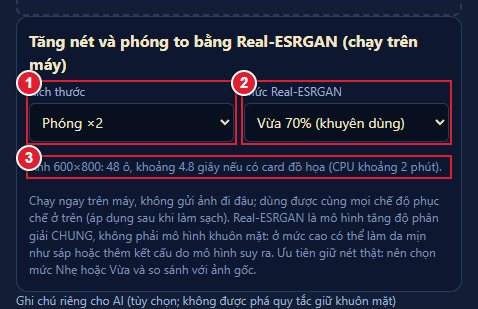 Tăng nét và phóng to bằng Real-ESRGAN (chạy trên
máy)
1
2
thước
Real-ESRGAN
Phóng ×2
Vừa 70% (khuyên dùng)
3
600×800: 48 ô, khoảng 4.8 giây nếu có card đồ họa (CPU khoảng 2 phút).
Chạy ngay trên máy, không gửi ảnh đi đâu; dùng được cùng mọi chế độ phục
chế ở trên (áp dụng sau khi làm sạch). Real-ESRGAN là mô hình tăng độ phân
giải CHUNG, không phải mô hình khuôn mặt: ở mức cao có thể làm da mịn
như sáp hoặc thêm kết cấu do mô hình suy ra. Ưu tiên giữ nét thật: nên chọn
mức Nhẹ hoặc Vừa và so sánh với ảnh gốc.
Ghi chú riêng cho AI (tùy chọn; không được phá quy tắc giữ khuôn mặt)